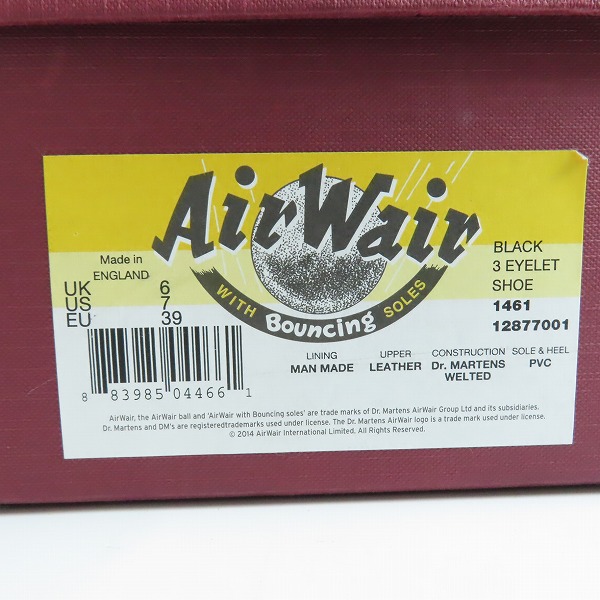 AirWair
WITH Bouncing SOLES
Made in
ENGLAND
UK 6
US 7
EU 39
8 83985 04466 1
BLACK
3 EYELET
SHOE
1461
12877001
LINING
MAN MADE
UPPER
LEATHER
CONSTRUCTION
Dr. MARTENS
WELTED
SOLE & HEEL
PVC
AirWair, the AirWair ball and 'AirWair with Bouncing soles' are trade marks of Dr. Martens AirWair Group Ltd and its subsidiaries.
Dr. Martens and DM's are registeredtrademarks used under license. The Dr. Martens AirWair logo is a trade mark used under license.
© 2014 AirWair International Limited. All Rights Reserved.